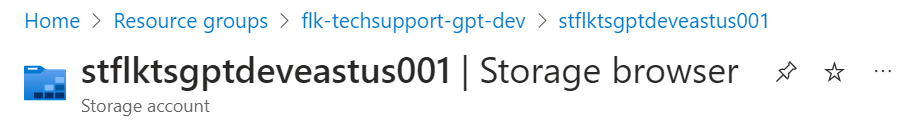 Home > Resource groups > flk-techsupport-gpt-dev > stflktsgptdeveastus001
stflktsgptdeveastus001 | Storage browser
Storage account